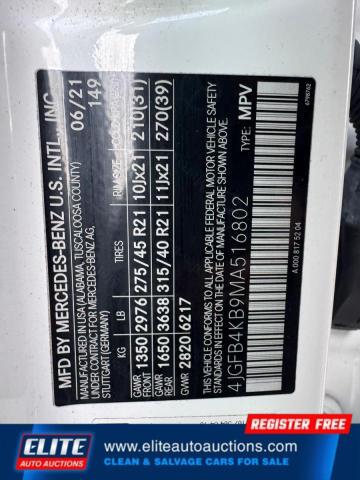 MFD BY MERCEDES-BENZ U.S. INTL., INC.
06/21
MADE IN USA (ALABAMA, TUSCALOOSA COUNTY)
149
UNDER CONTRACT FOR MERCEDES-BENZ AG,
STUTTGART (GERMANY)
KG LB TIRES RIM SIZE
GAWR FRONT 1350 2976 275/45 R21 10Jx21 210(31)
GAWR REAR 1650 3638 315/40 R21 11Jx21 270(39)
GVWR 2820 6217
THIS VEHICLE CONFORMS TO ALL APPLICABLE FEDERAL MOTOR VEHICLE SAFETY
STANDARDS IN EFFECT ON THE DATE OF MANUFACTURE SHOWN ABOVE.
4JGFB4KB9MA516802 TYPE: MPV
A 000 817 52 04
ELITE
AUTO AUCTIONS
REGISTER FREE
www.eliteautoauctions.com
CLEAN & SALVAGE CARS FOR 2800